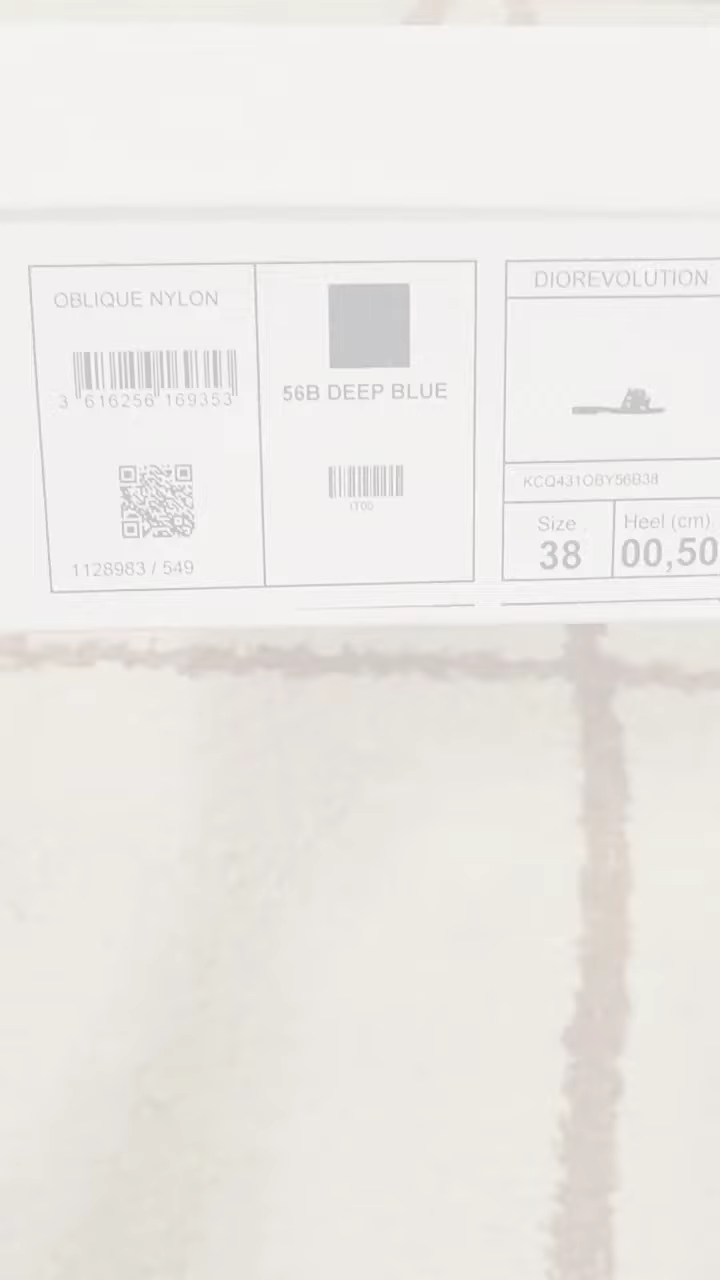 OBLIQUE NYLON
3 616256 169353
1128983 / 549
56B DEEP BLUE
DIOREVOLUTION
KCQ431OBY56B38
Size
38
Heel (cm)
00,50